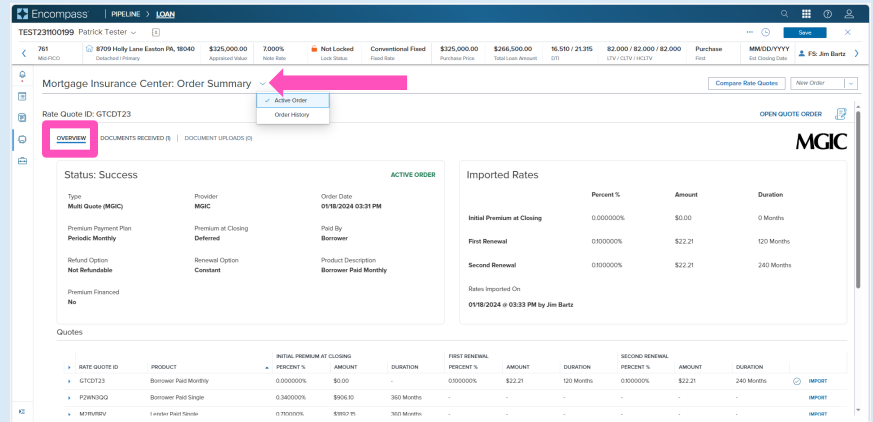 Encompass® | PIPELINE > LOAN
TEST231100199 Patrick Tester
Save
761 8709 Holly Lane Easton PA, 18040 $325,000.00 7.000% Not Locked Conventional Fixed $325,000.00 $266,500.00 16.510 / 21.315 82.000 / 82.000 / 82.000 Purchase MM/DD/YYYY FS: Jim Bartz
Mid-FICO Detached | Primary Appraised Value Note Rate Lock Status Fixed Rate Purchase Price Total Loan Amount DTI LTV / CLTV / HCLTV First Est Closing Date
Mortgage Insurance Center: Order Summary
Compare Rate Quotes New Order
Active Order
Order History
Rate Quote ID: GTCDT23
OPEN QUOTE ORDER
OVERVIEW DOCUMENTS RECEIVED (1) | DOCUMENT UPLOADS (0)
MGIC
Status: Success ACTIVE ORDER
Type Provider Order Date
Multi Quote (MGIC) MGIC 01/18/2024 03:31 PM
Premium Payment Plan Premium at Closing Paid By
Periodic Monthly Deferred Borrower
Refund Option Renewal Option Product Description
Not Refundable Constant Borrower Paid Monthly
Premium Financed
No
Imported Rates
Percent % Amount Duration
Initial Premium at Closing 0.000000% $0.00 0 Months
First Renewal 0.100000% $22.21 120 Months
Second Renewal 0.100000% $22.21 240 Months
Rates Imported On
01/18/2024 @ 03:33 PM by Jim Bartz
Quotes
INITIAL PREMIUM AT CLOSING FIRST RENEWAL SECOND RENEWAL
RATE QUOTE ID PRODUCT PERCENT % AMOUNT DURATION PERCENT % AMOUNT DURATION PERCENT % AMOUNT DURATION
GTCDT23 Borrower Paid Monthly 0.000000% $0.00 - 0.100000% $22.21 120 Months 0.100000% $22.21 240 Months IMPORT
P2WN3QQ Borrower Paid Single 0.340000% $906.10 360 Months - - - - - - IMPORT
Lender Paid Single 0.710000% $1892.15 360 Months - - - - - - IMPORT